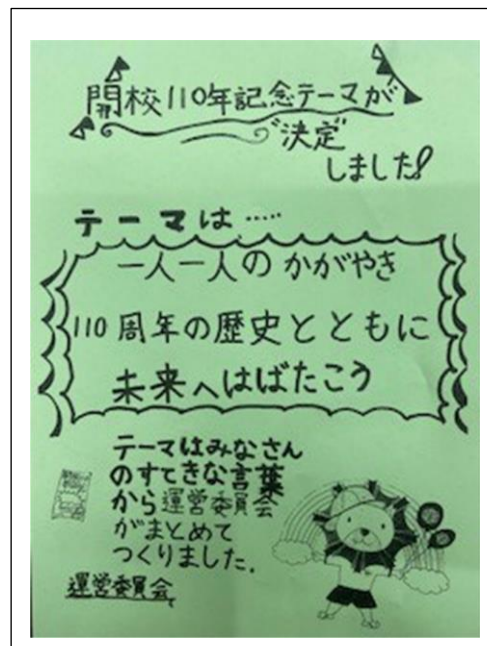 開校110年記念テーマが
決定
しました!
テーマは……
一人一人のかがやき
110周年の歴史とともに
未来へはばたこう
テーマはみなさん
のすてきな言葉
から運営委員会
がまとめて
つくりました。
運営委員会